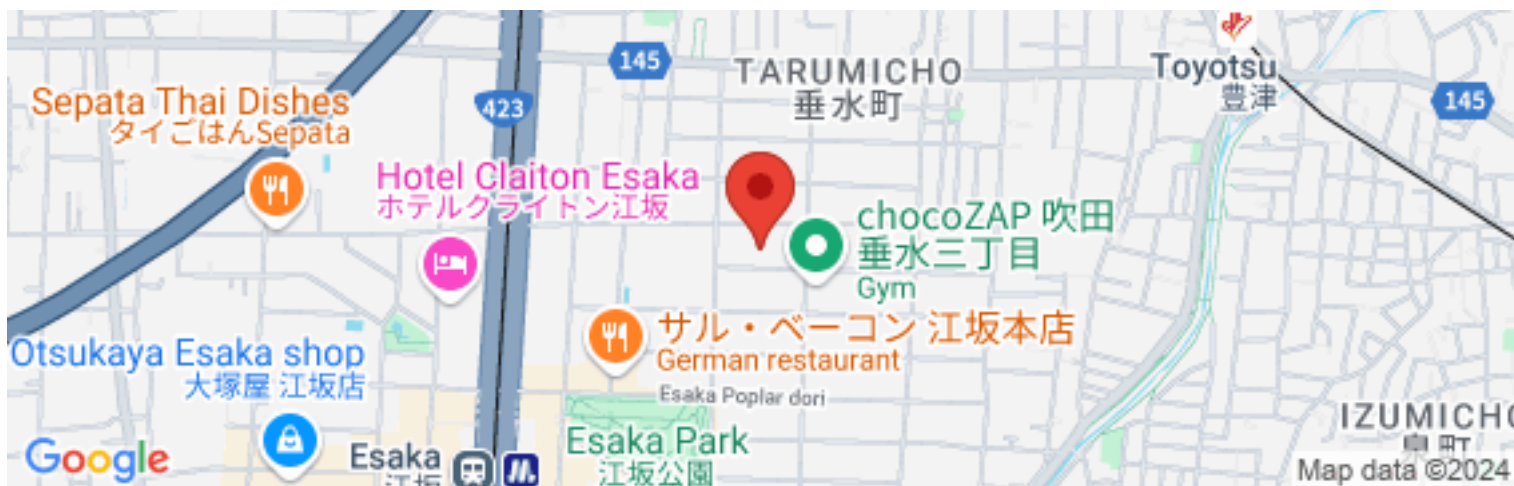 145
TARUMICHO
垂水町
Toyotsu
豊津
145
423
Sepata Thai Dishes
タイごはんSepata
Hotel Claiton Esaka
ホテルクライトン江坂
chocoZAP 吹田
垂水三丁目
Gym
サル・ベーコン 江坂本店
German restaurant
Otsukaya Esaka shop
大塚屋 江坂店
Esaka Poplar dori
IZUMICHO
泉町
Esaka Park
江坂公園
Esaka
江坂
Google
Map data ©2024